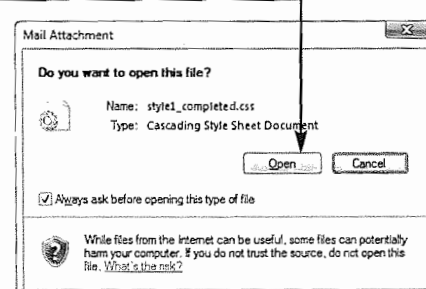 Mail Attachment
Do you want to open this file?
Name: style1_completed.css
Type: Cascading Style Sheet Document
Open Cancel
Always ask before opening this type of file
While files from the Internet can be useful, some files can potentially
harm your computer. If you do not trust the source, do not open this
file. What's the risk?